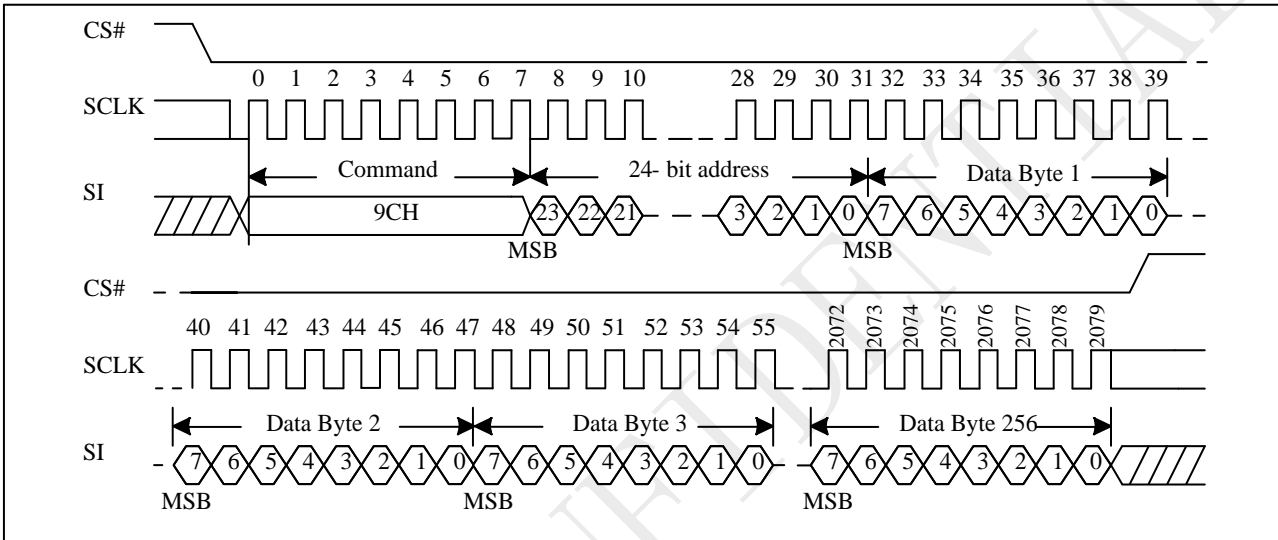 CS#
0 1 2 3 4 5 6 7 8 9 10 28 29 30 31 32 33 34 35 36 37 38 39
SCLK
Command 24- bit address Data Byte 1
SI
9CH 23 22 21 3 2 1 0 7 6 5 4 3 2 1 0
MSB MSB
CS#
40 41 42 43 44 45 46 47 48 49 50 51 52 53 54 55 2072 2073 2074 2075 2076 2077 2078 2079
SCLK
Data Byte 2 Data Byte 3 Data Byte 256
SI
7 6 5 4 3 2 1 0 7 6 5 4 3 2 1 0 7 6 5 4 3 2 1 0
MSB MSB MSB